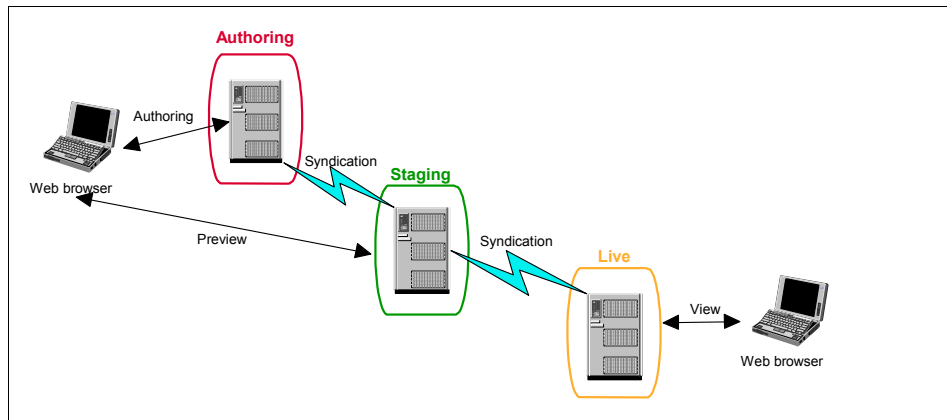 Authoring
Authoring
Syndication
Web browser
Staging
Preview
Syndication
Live
View
Web browser